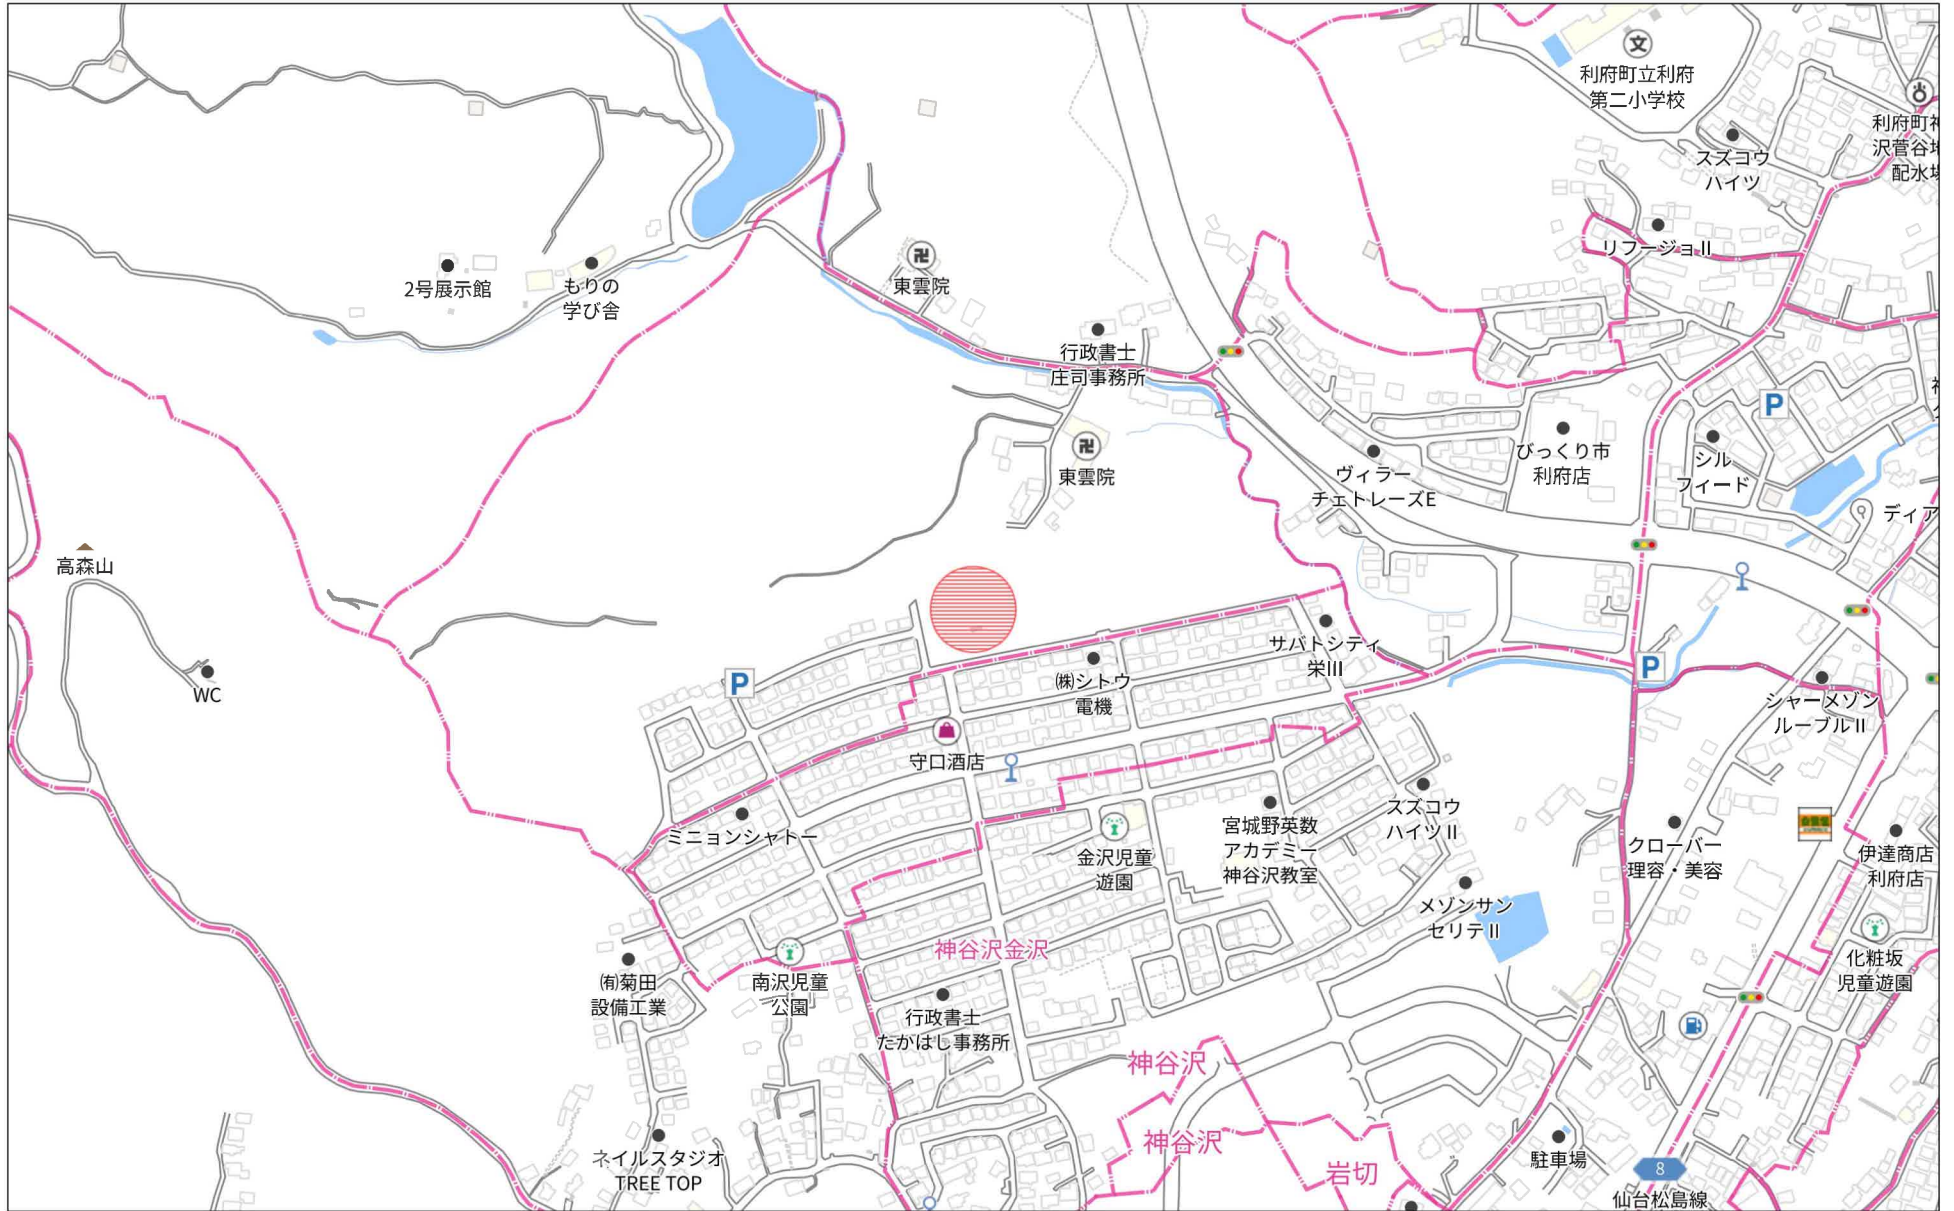 文
利府町立利府
第二小学校
スズコウ
ハイツ
利府町神
沢菅谷地
配水場
リフージョⅡ
2号展示館
もりの
学び舎
卍
東雲院
行政書士
庄司事務所
卍
東雲院
ヴィラー
チェトレーズE
びっくり市
利府店
シル
フィード
P
ディア
高森山
WC
P
サバトシティ
栄III
㈱シトウ
電機
守口酒店
P
シャーメゾン
ルーブルⅡ
ミニョンシャトー
金沢児童
遊園
宮城野英数
アカデミー
神谷沢教室
スズコウ
ハイツⅡ
クローバー
理容・美容
伊達商店
利府店
メゾンサン
セリテⅡ
神谷沢金沢
㈲菊田
設備工業
南沢児童
公園
行政書士
たかはし事務所
化粧坂
児童遊園
神谷沢
神谷沢
岩切
ネイルスタジオ
TREE TOP
駐車場
8
仙台松島線